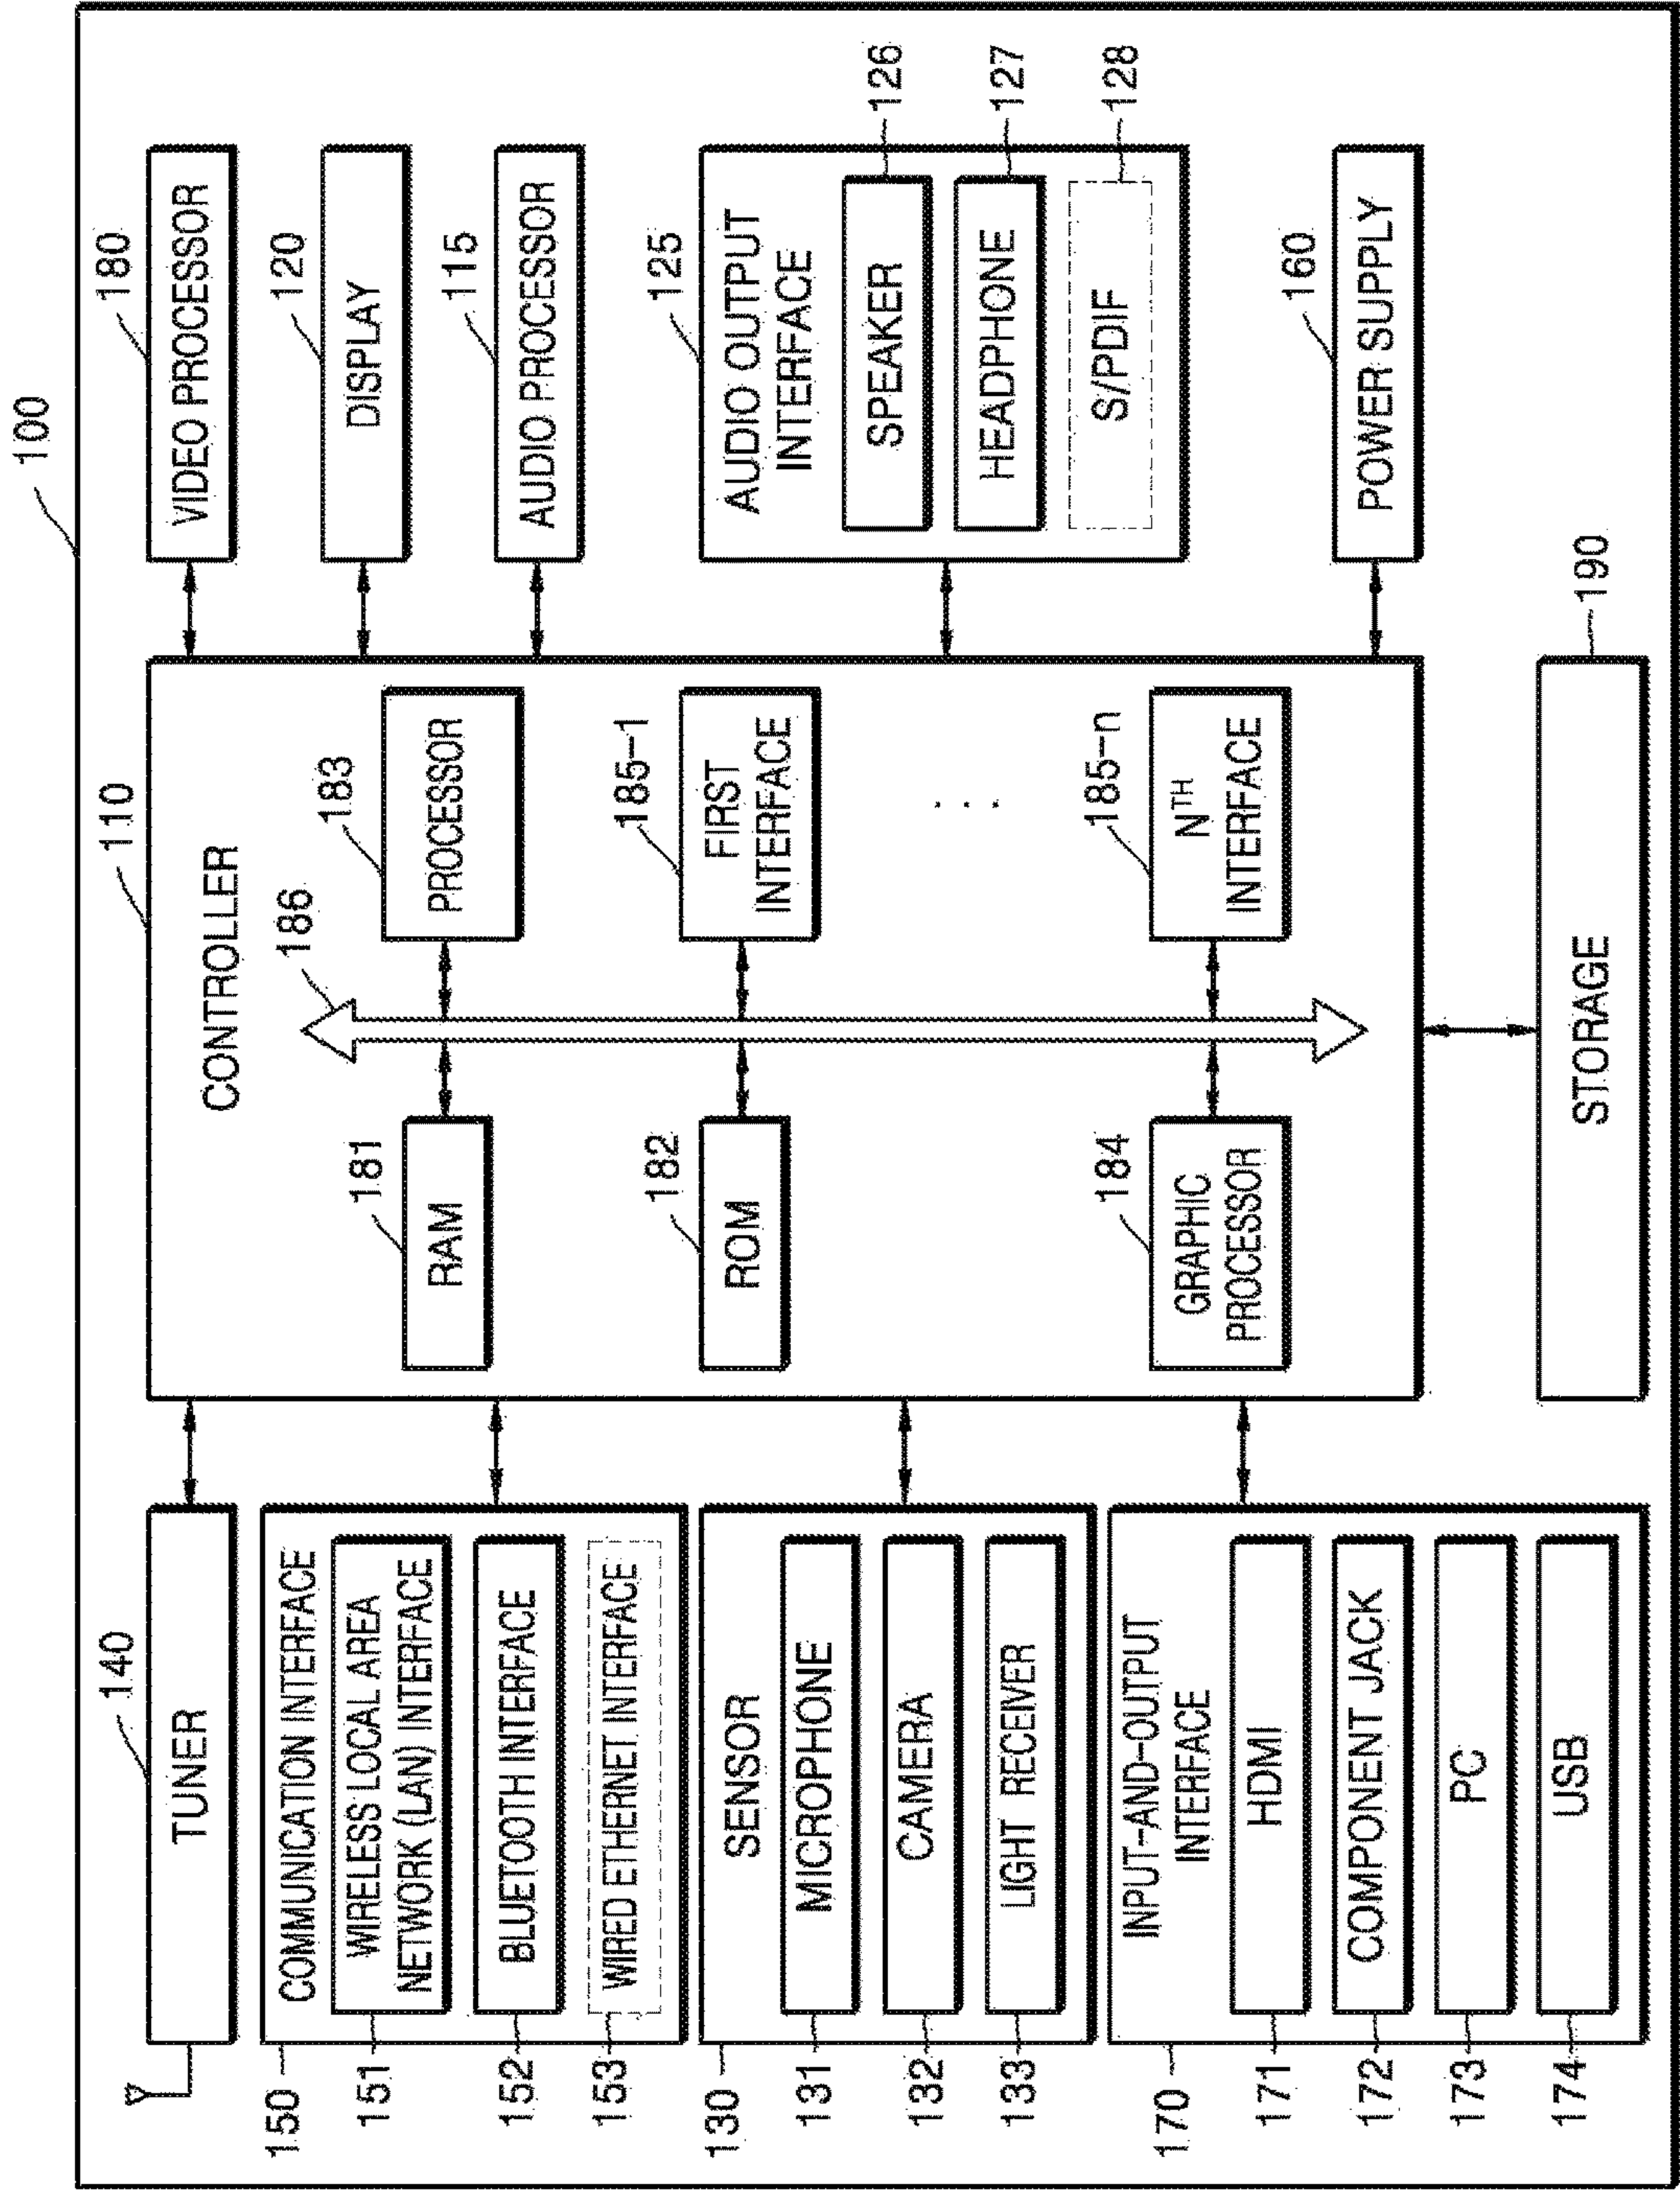 100
140
TUNER
150
COMMUNICATION INTERFACE
151
WIRELESS LOCAL AREA
NETWORK (LAN) INTERFACE
152
BLUETOOTH INTERFACE
153
WIRED ETHERNET INTERFACE
130
SENSOR
131
MICROPHONE
132
CAMERA
133
LIGHT RECEIVER
170
INPUT-AND-OUTPUT
INTERFACE
171
HDMI
172
COMPONENT JACK
173
PC
174
USB
110
CONTROLLER
186
181
RAM
182
ROM
184
GRAPHIC
PROCESSOR
183
PROCESSOR
185-1
FIRST
INTERFACE
...
185-n
NTH
INTERFACE
180
VIDEO PROCESSOR
120
DISPLAY
115
AUDIO PROCESSOR
125
AUDIO OUTPUT
INTERFACE
SPEAKER
126
HEADPHONE
127
S/PDIF
128
160
POWER SUPPLY
190
STORAGE